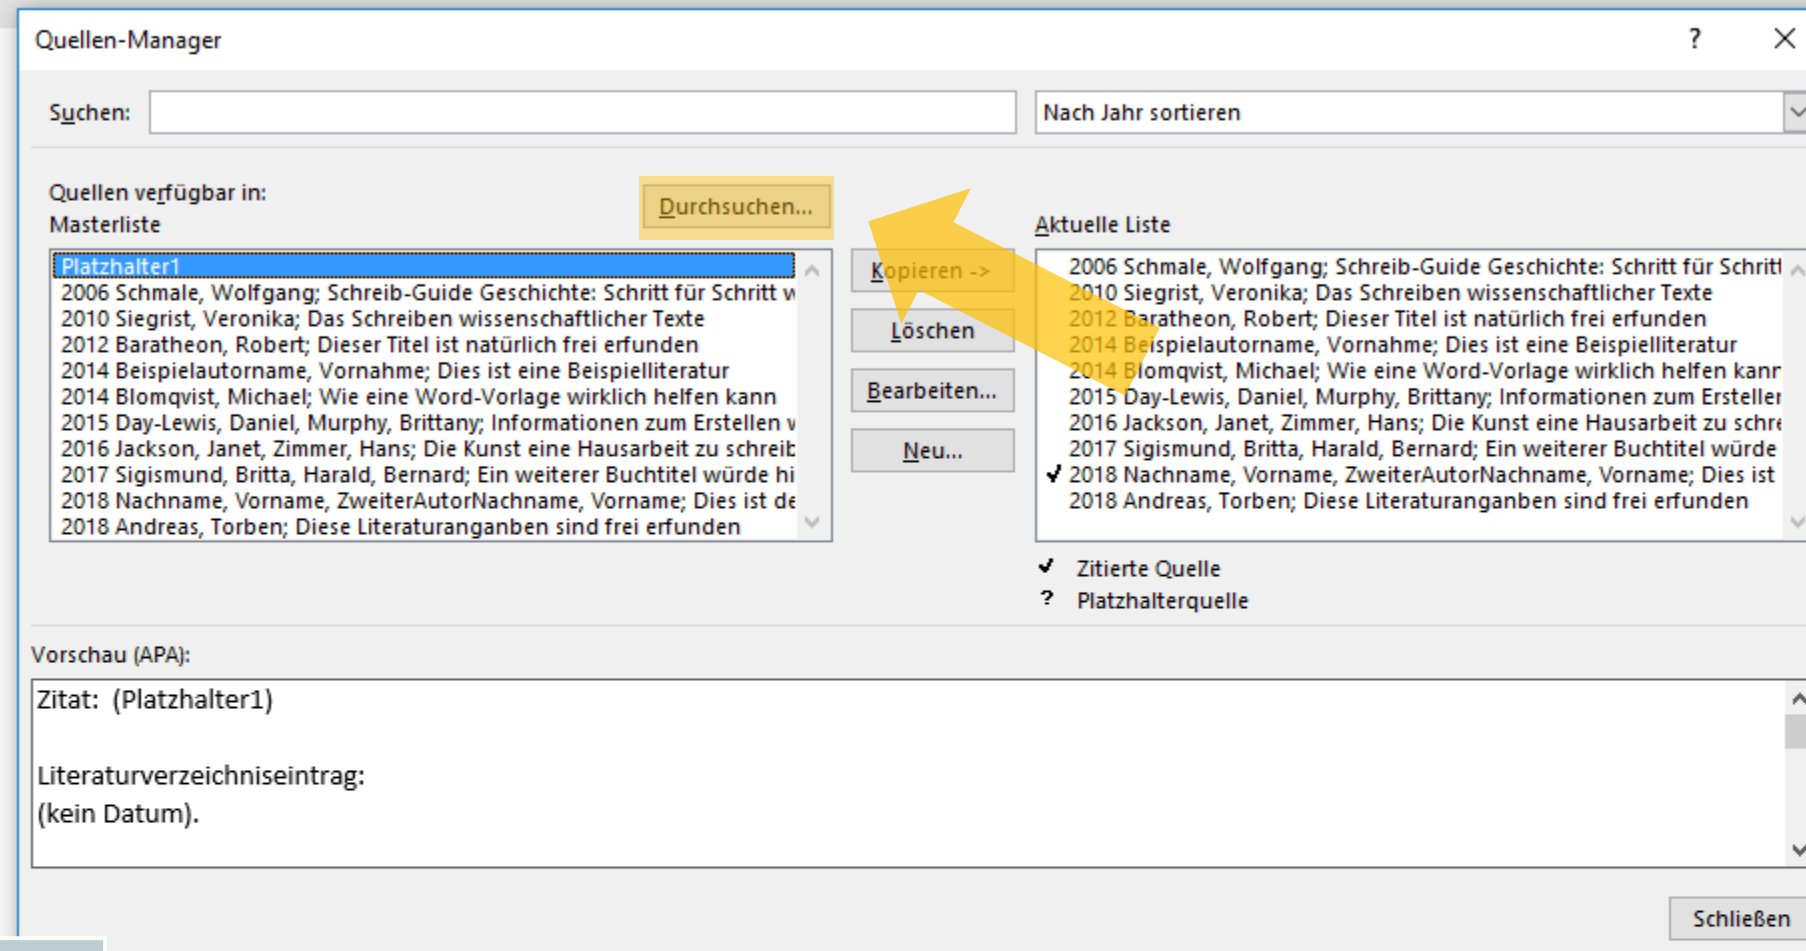 Quellen-Manager
?
Suchen:
Nach Jahr sortieren
Quellen verfügbar in:
Masterliste
Durchsuchen...
Platzhalter1
2006 Schmale, Wolfgang; Schreib-Guide Geschichte: Schritt für Schritt w
2010 Siegrist, Veronika; Das Schreiben wissenschaftlicher Texte
2012 Baratheon, Robert; Dieser Titel ist natürlich frei erfunden
2014 Beispielautorname, Vornahme; Dies ist eine Beispielliteratur
2014 Blomqvist, Michael; Wie eine Word-Vorlage wirklich helfen kann
2015 Day-Lewis, Daniel, Murphy, Brittany; Informationen zum Erstellen v
2016 Jackson, Janet, Zimmer, Hans; Die Kunst eine Hausarbeit zu schreib
2017 Sigismund, Britta, Harald, Bernard; Ein weiterer Buchtitel würde hi
2018 Nachname, Vorname, ZweiterAutorNachname, Vorname; Dies ist de
2018 Andreas, Torben; Diese Literaturanganben sind frei erfunden
Kopieren ->
Löschen
Bearbeiten...
Neu...
Aktuelle Liste
2006 Schmale, Wolfgang; Schreib-Guide Geschichte: Schritt für Schritt
2010 Siegrist, Veronika; Das Schreiben wissenschaftlicher Texte
2012 Baratheon, Robert; Dieser Titel ist natürlich frei erfunden
2014 Beispielautorname, Vornahme; Dies ist eine Beispielliteratur
2014 Blomqvist, Michael; Wie eine Word-Vorlage wirklich helfen kann
2015 Day-Lewis, Daniel, Murphy, Brittany; Informationen zum Ersteller
2016 Jackson, Janet, Zimmer, Hans; Die Kunst eine Hausarbeit zu schre
2017 Sigismund, Britta, Harald, Bernard; Ein weiterer Buchtitel würde
✓ 2018 Nachname, Vorname, ZweiterAutorNachname, Vorname; Dies ist
2018 Andreas, Torben; Diese Literaturanganben sind frei erfunden
✓ Zitierte Quelle
? Platzhalterquelle
Vorschau (APA):
Zitat: (Platzhalter1)
Literaturverzeichniseintrag:
(kein Datum).
Schließen